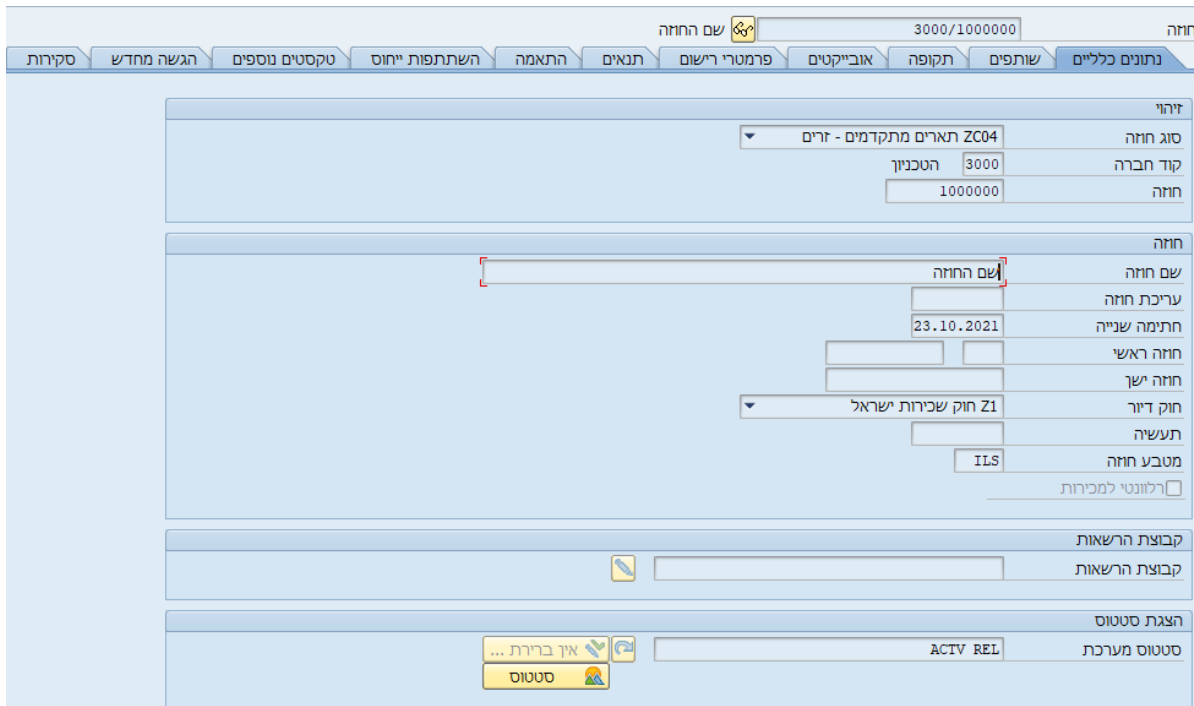 חוזה 3000/1000000 שם החוזה
נתונים כלליים שותפים תקופה אובייקטים פרמטרי רישום תנאים התאמה השתתפות ייחוס טקסטים נוספים הגשה מחדש סקירות
זיהוי
סוג חוזה ZC04 תארים מתקדמים - זרים
קוד חברה 3000 הטכניון
חוזה 1000000
חוזה
שם חוזה שם החוזה
עריכת חוזה
חתימה שנייה 23.10.2021
חוזה ראשי
חוזה ישן
חוק דיור Z1 חוק שכירות ישראל
תעשיה
מטבע חוזה ILS
רלוונטי למכירות
קבוצת הרשאות
קבוצת הרשאות
הצגת סטטוס
סטטוס מערכת ACTV REL אין ברירת ...
סטטוס